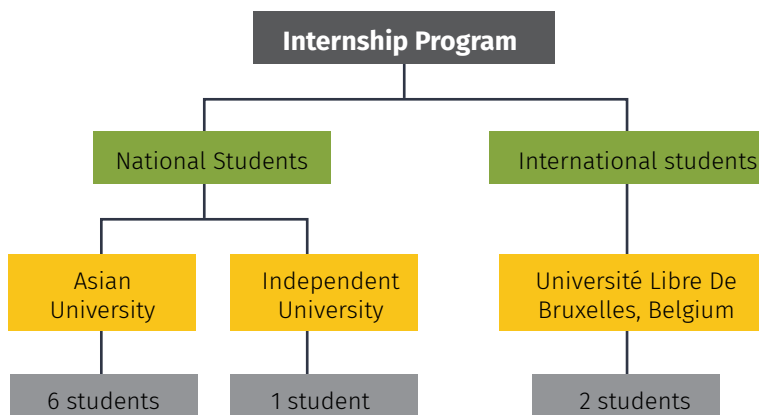 Internship Program
National Students
International students
Asian
University
Independent
University
Université Libre De
Bruxelles, Belgium
6 students
1 student
2 students